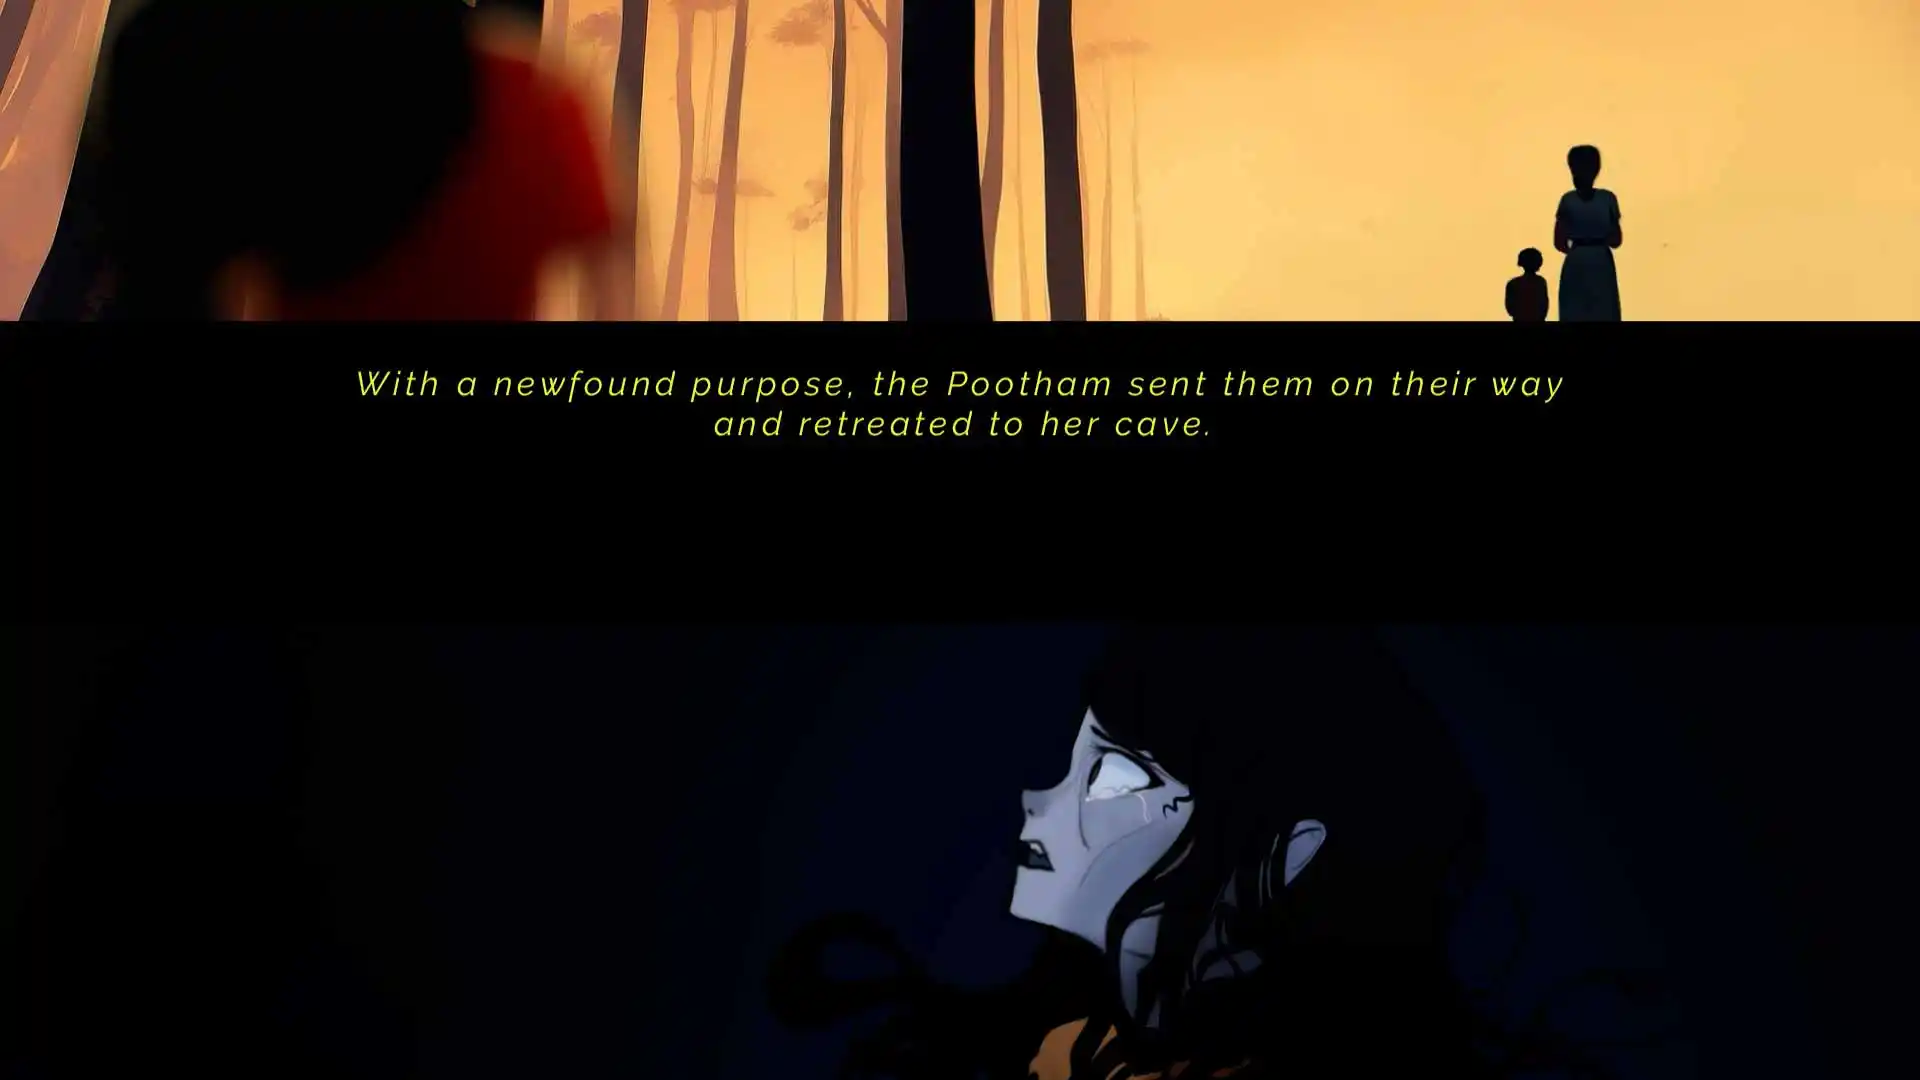 With a newfound purpose, the Pootham sent them on their way
and retreated to her cave.